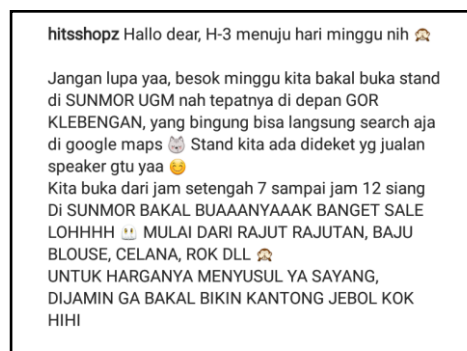 hitsshopz Hallo dear, H-3 menuju hari minggu nih 🙊
Jangan lupa yaa, besok minggu kita bakal buka stand
di SUNMOR UGM nah tepatnya di depan GOR
KLEBENGAN, yang bingung bisa langsung search aja
di google maps 🐺 Stand kita ada dideket yg jualan
speaker gtu yaa ☺️
Kita buka dari jam setengah 7 sampai jam 12 siang
Di SUNMOR BAKAL BUAAANYAAAK BANGET SALE
LOHHHH 🐏 MULAI DARI RAJUT RAJUTAN, BAJU
BLOUSE, CELANA, ROK DLL 🙊
UNTUK HARGANYA MENYUSUL YA SAYANG,
DIJAMIN GA BAKAL BIKIN KANTONG JEBOL KOK
HIHI